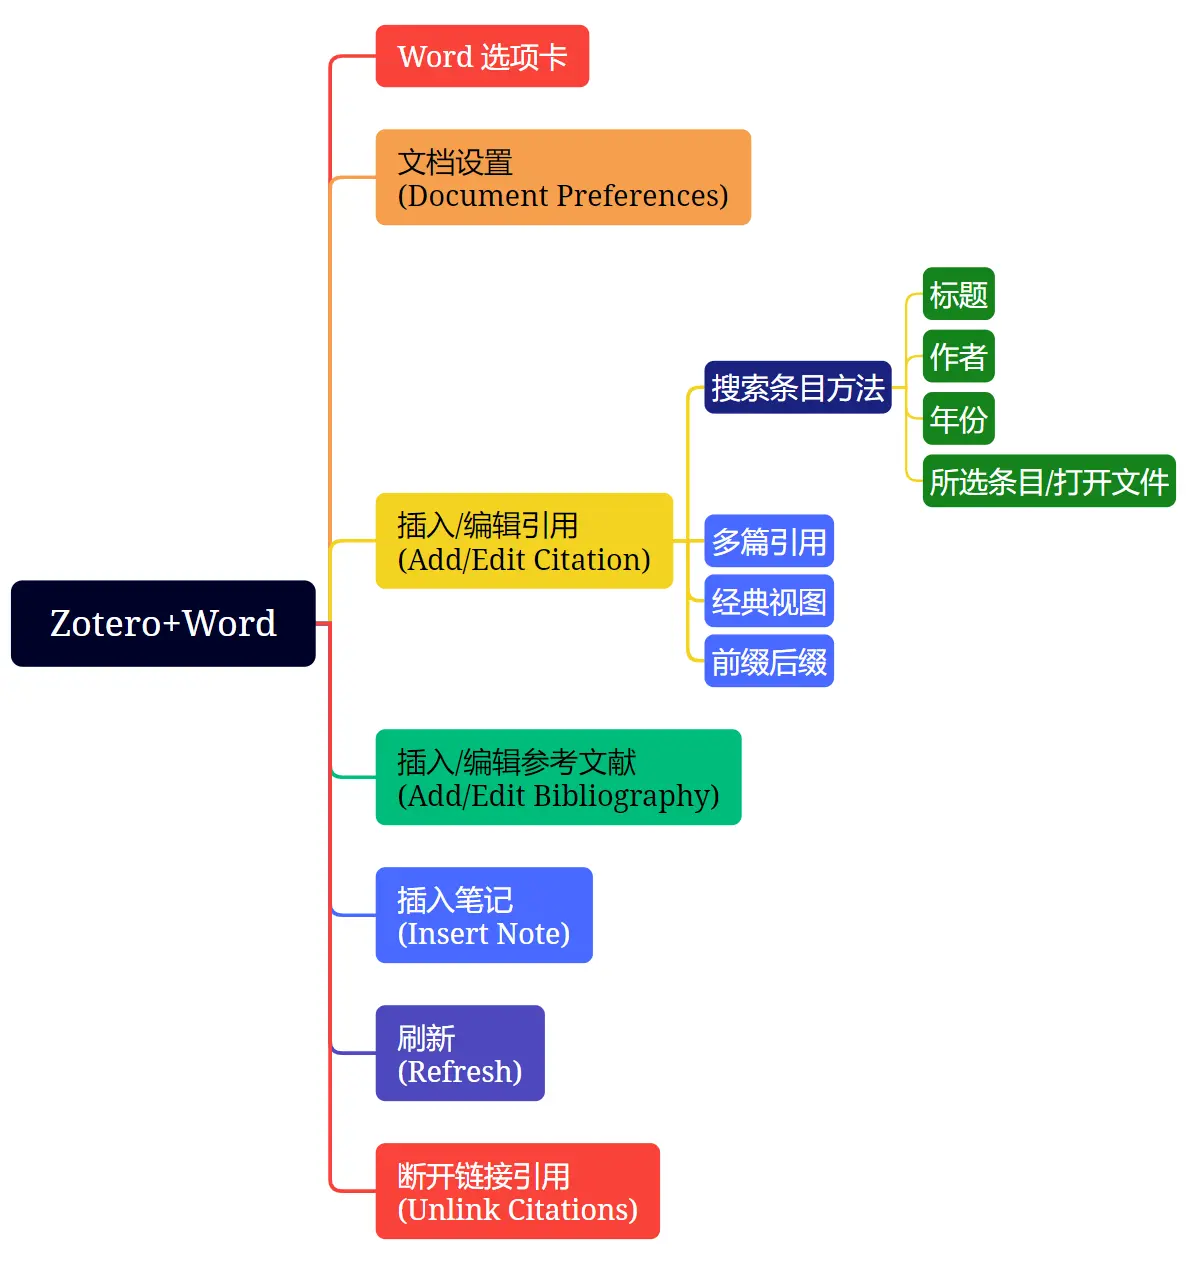 Zotero+Word
Word 选项卡
文档设置
(Document Preferences)
插入/编辑引用
(Add/Edit Citation)
搜索条目方法
标题
作者
年份
所选条目/打开文件
多篇引用
经典视图
前缀后缀
插入/编辑参考文献
(Add/Edit Bibliography)
插入笔记
(Insert Note)
刷新
(Refresh)
断开链接引用
(Unlink Citations)